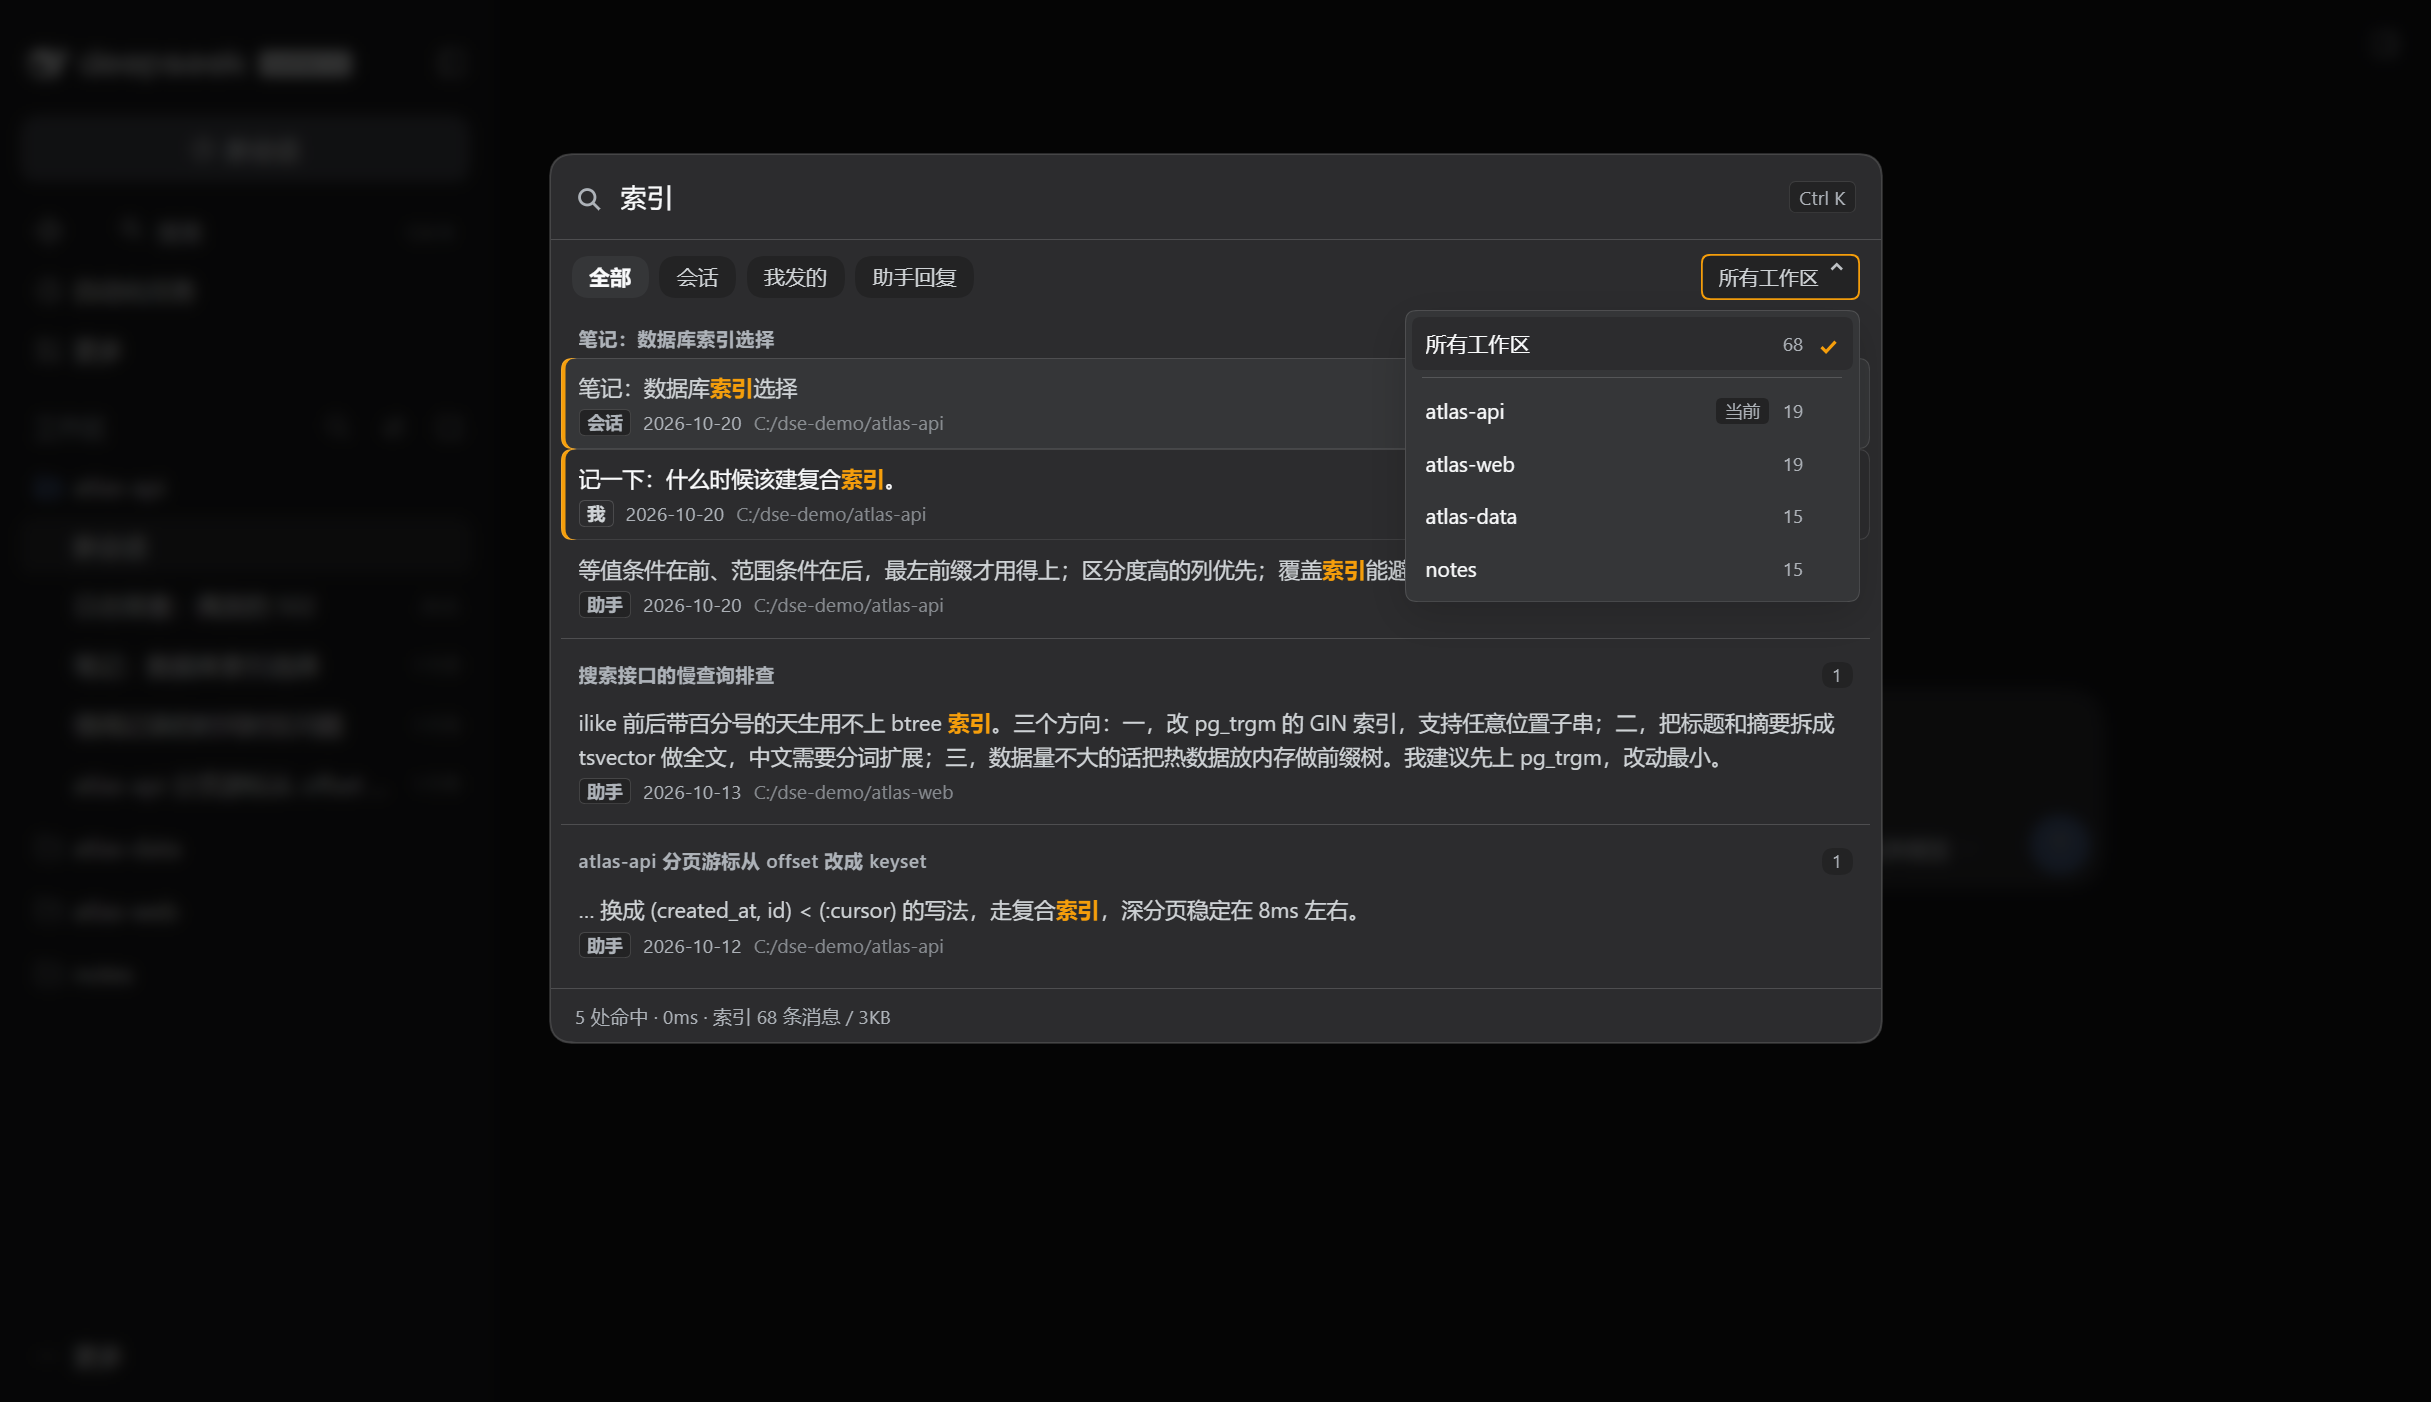 索引
Ctrl K
全部
会话
我发的
助手回复
所有工作区
所有工作区 68
atlas-api 当前 19
atlas-web 19
atlas-data 15
notes 15
笔记：数据库索引选择
笔记：数据库索引选择
会话 2026-10-20 C:/dse-demo/atlas-api
记一下：什么时候该建复合索引。
我 2026-10-20 C:/dse-demo/atlas-api
等值条件在前、范围条件在后，最左前缀才用得上；区分度高的列优先；覆盖索引能避
助手 2026-10-20 C:/dse-demo/atlas-api
搜索接口的慢查询排查 1
ilike 前后带百分号的天生用不上 btree 索引。三个方向：一，改 pg_trgm 的 GIN 索引，支持任意位置子串；二，把标题和摘要拆成
tsvector 做全文，中文需要分词扩展；三，数据量不大的话把热数据放内存做前缀树。我建议先上 pg_trgm，改动最小。
助手 2026-10-13 C:/dse-demo/atlas-web
atlas-api 分页游标从 offset 改成 keyset 1
... 换成 (created_at, id) < (:cursor) 的写法，走复合索引，深分页稳定在 8ms 左右。
助手 2026-10-12 C:/dse-demo/atlas-api
5 处命中 · 0ms · 索引 68 条消息 / 3KB